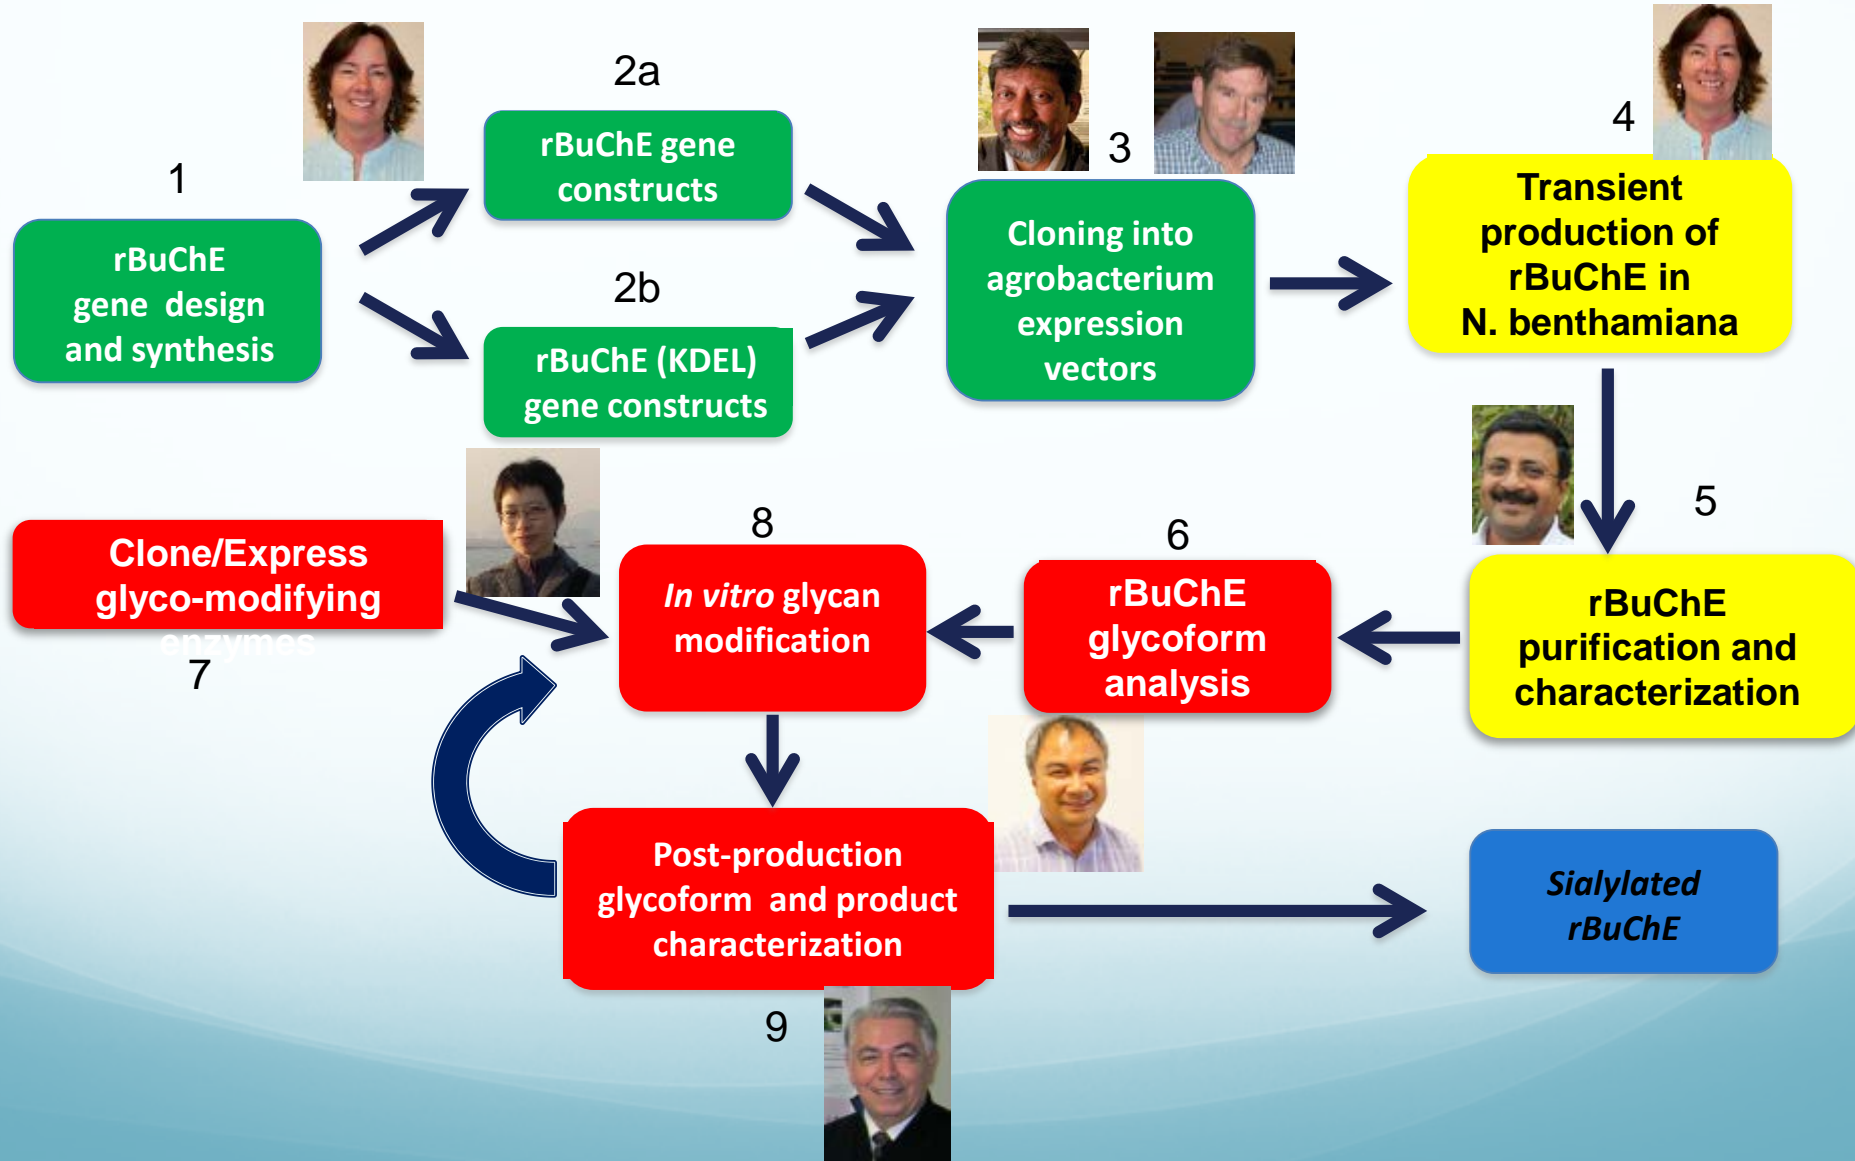 1
rBuChE
gene design
and synthesis
2a
rBuChE gene
constructs
2b
rBuChE (KDEL)
gene constructs
3
Cloning into
agrobacterium
expression
vectors
4
Transient
production of
rBuChE in
N. benthamiana
5
rBuChE
purification and
characterization
6
rBuChE
glycoform
analysis
Clone/Express
glyco-modifying
enzymes
7
8
In vitro glycan
modification
Post-production
glycoform and product
characterization
9
Sialylated
rBuChE